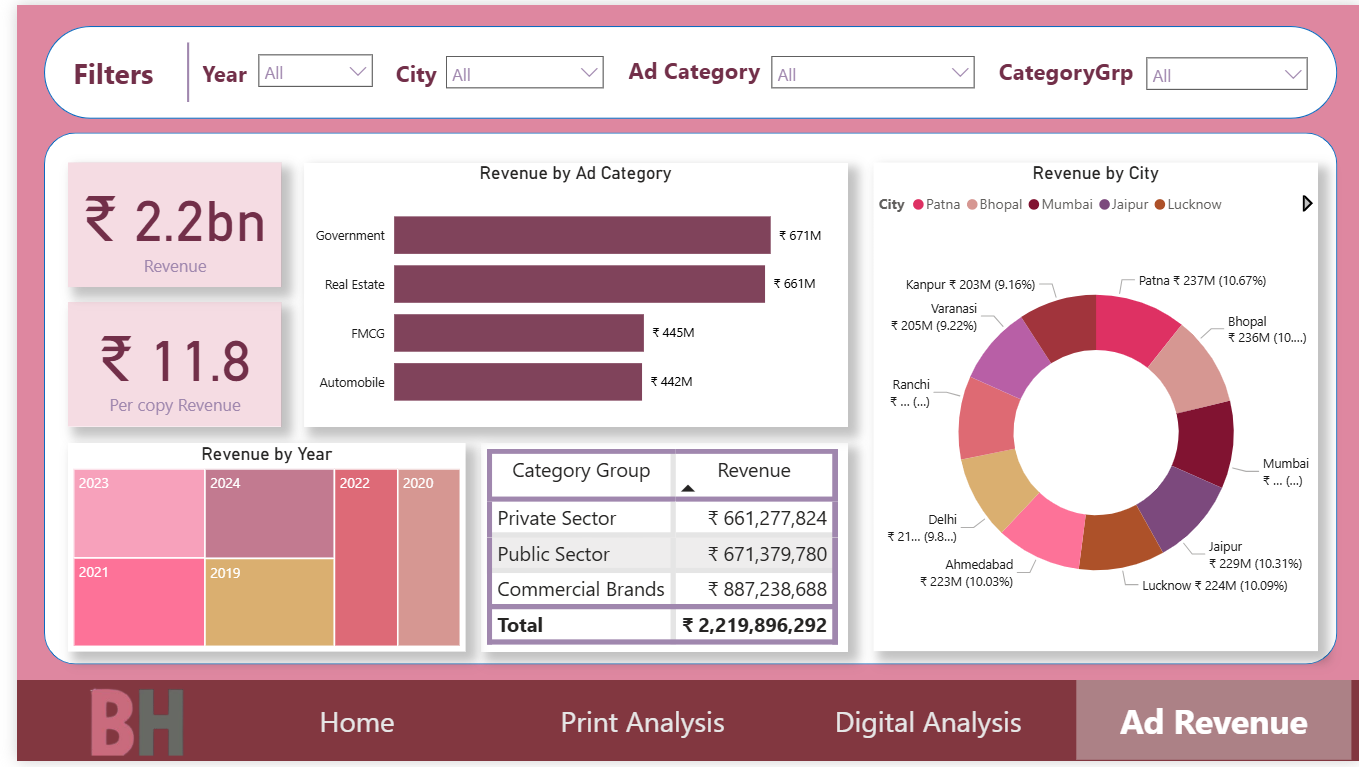 Filters
Year
All
City
All
Ad Category
All
CategoryGrp
All
₹ 2.2bn
Revenue
₹ 11.8
Per copy Revenue
Revenue by Ad Category
Government ₹ 671M
Real Estate ₹ 661M
FMCG ₹ 445M
Automobile ₹ 442M
Revenue by City
City Patna Bhopal Mumbai Jaipur Lucknow
Kanpur ₹ 203M (9.16%)
Patna ₹ 237M (10.67%)
Varanasi
₹ 205M (9.22%)
Bhopal
₹ 236M (10....)
Ranchi
₹ ... (...)
Mumbai
₹ ... (...)
Delhi
₹ 21... (9.8...)
Jaipur
₹ 229M (10.31%)
Ahmedabad
₹ 223M (10.03%)
Lucknow ₹ 224M (10.09%)
Revenue by Year
2023
2024
2022
2020
2021
2019
Category Group Revenue
Private Sector ₹ 661,277,824
Public Sector ₹ 671,379,780
Commercial Brands ₹ 887,238,688
Total ₹ 2,219,896,292
BH
Home
Print Analysis
Digital Analysis
Ad Revenue